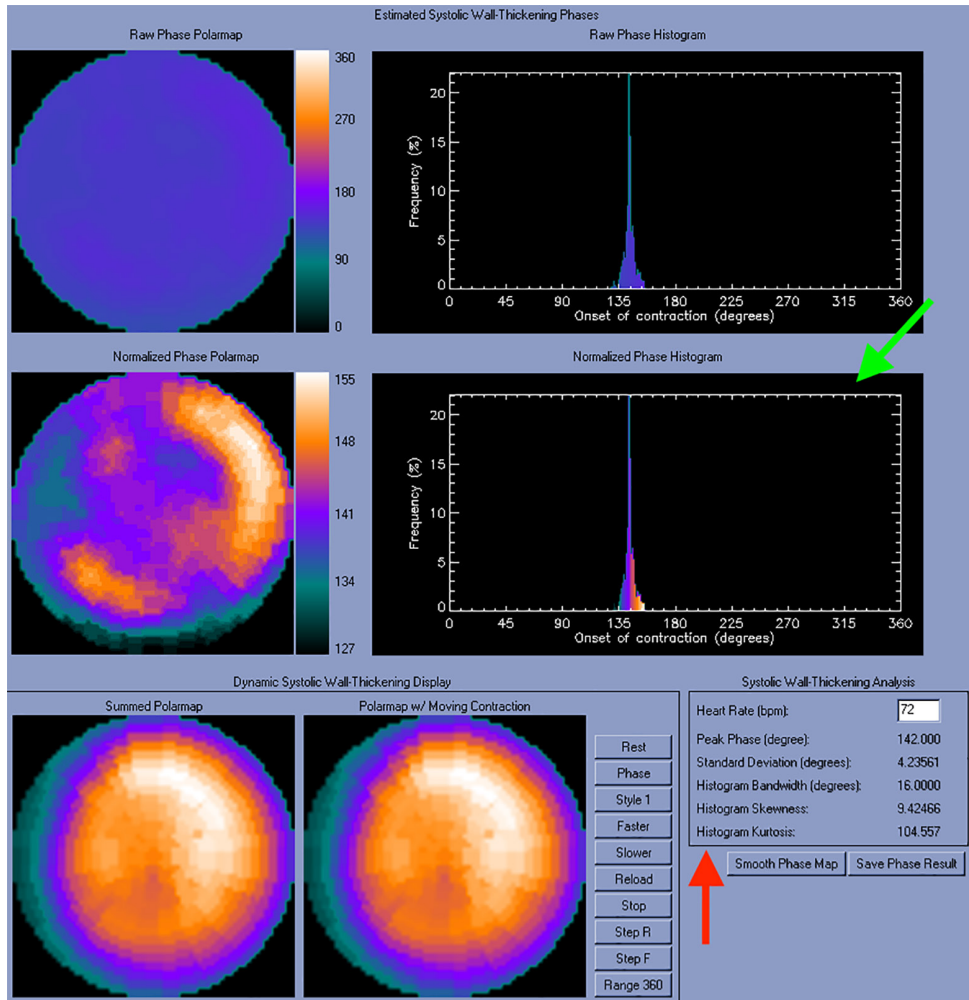 Estimated Systolic Wall-Thickening Phases
Raw Phase Polarmap
360
270
180
90
0
Raw Phase Histogram
Frequency (%)
20
15
10
5
0
0 45 90 135 180 225 270 315 360
Onset of contraction (degrees)
Normalized Phase Polarmap
155
148
141
134
127
Normalized Phase Histogram
Frequency (%)
20
15
10
5
0
0 45 90 135 180 225 270 315 360
Onset of contraction (degrees)
Dynamic Systolic Wall-Thickening Display
Summed Polarmap
Polarmap w/ Moving Contraction
Rest
Phase
Style 1
Faster
Slower
Reload
Stop
Step R
Step F
Range 360
Systolic Wall-Thickening Analysis
Heart Rate (bpm): 72
Peak Phase (degree): 142.000
Standard Deviation (degrees): 4.23561
Histogram Bandwidth (degrees): 16.0000
Histogram Skewness: 9.42466
Histogram Kurtosis: 104.557
Smooth Phase Map Save Phase Result